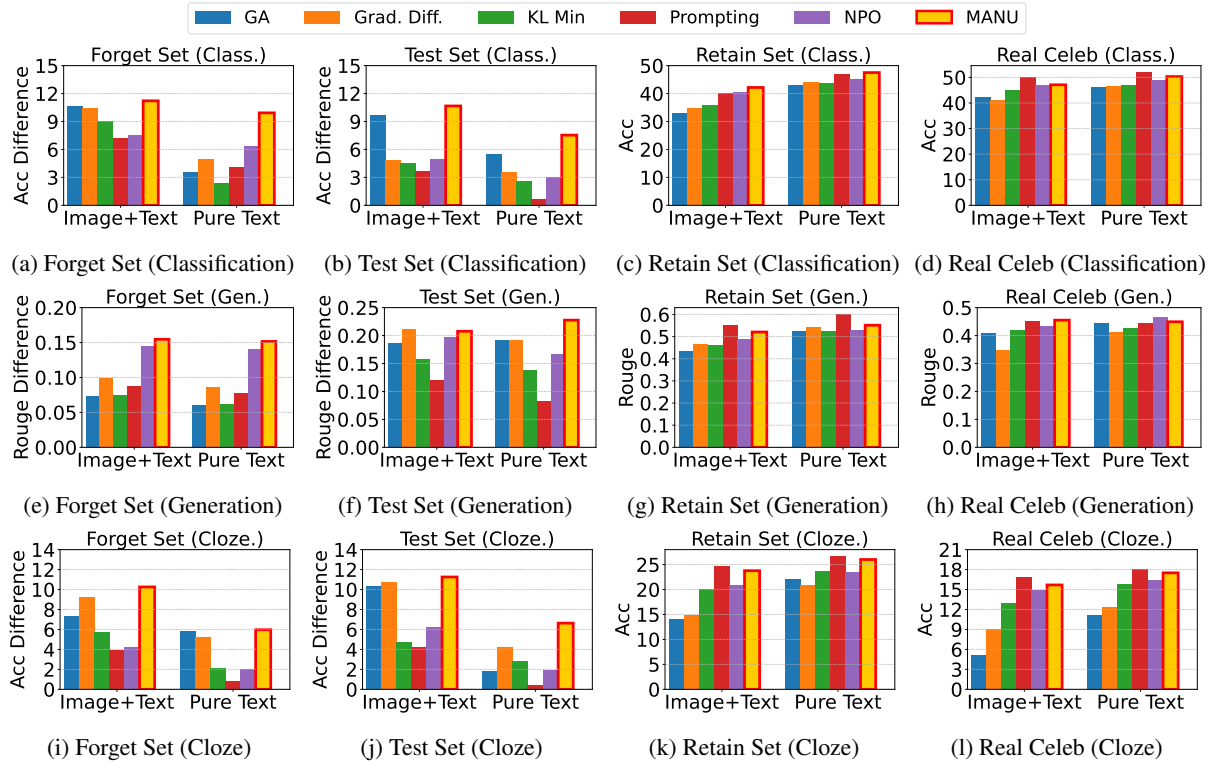 GA Grad. Diff. KL Min Prompting NPO MANU
Forget Set (Class.) Test Set (Class.) Retain Set (Class.) Real Celeb (Class.)
Acc Difference 15 12 9 6 3 0 Image+Text Pure Text
Acc Difference 15 12 9 6 3 0 Image+Text Pure Text
Acc 50 40 30 20 10 0 Image+Text Pure Text
Acc 50 40 30 20 10 0 Image+Text Pure Text
(a) Forget Set (Classification) (b) Test Set (Classification) (c) Retain Set (Classification) (d) Real Celeb (Classification)
Forget Set (Gen.) Test Set (Gen.) Retain Set (Gen.) Real Celeb (Gen.)
Rouge Difference 0.20 0.15 0.10 0.05 0.00 Image+Text Pure Text
Rouge Difference 0.25 0.20 0.15 0.10 0.05 0.00 Image+Text Pure Text
Rouge 0.6 0.5 0.4 0.3 0.2 0.1 0.0 Image+Text Pure Text
Rouge 0.5 0.4 0.3 0.2 0.1 0.0 Image+Text Pure Text
(e) Forget Set (Generation) (f) Test Set (Generation) (g) Retain Set (Generation) (h) Real Celeb (Generation)
Forget Set (Cloze.) Test Set (Cloze.) Retain Set (Cloze.) Real Celeb (Cloze.)
Acc Difference 14 12 10 8 6 4 2 0 Image+Text Pure Text
Acc Difference 14 12 10 8 6 4 2 0 Image+Text Pure Text
Acc 25 20 15 10 5 0 Image+Text Pure Text
Acc 21 18 15 12 9 6 3 0 Image+Text Pure Text
(i) Forget Set (Cloze) (j) Test Set (Cloze) (k) Retain Set (Cloze) (l) Real Celeb (Cloze)